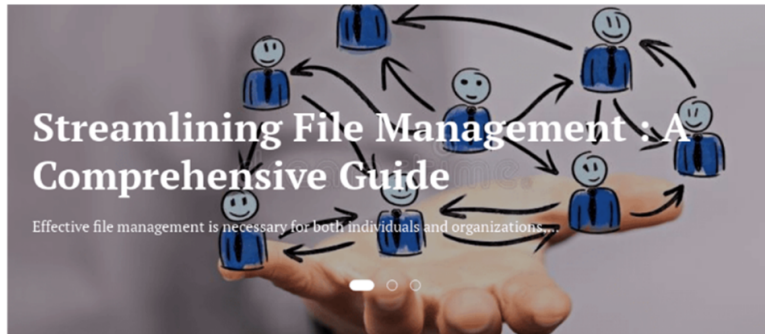 Streamlining File Management : A
Comprehensive Guide
Effective file management is necessary for both individuals and organizations....